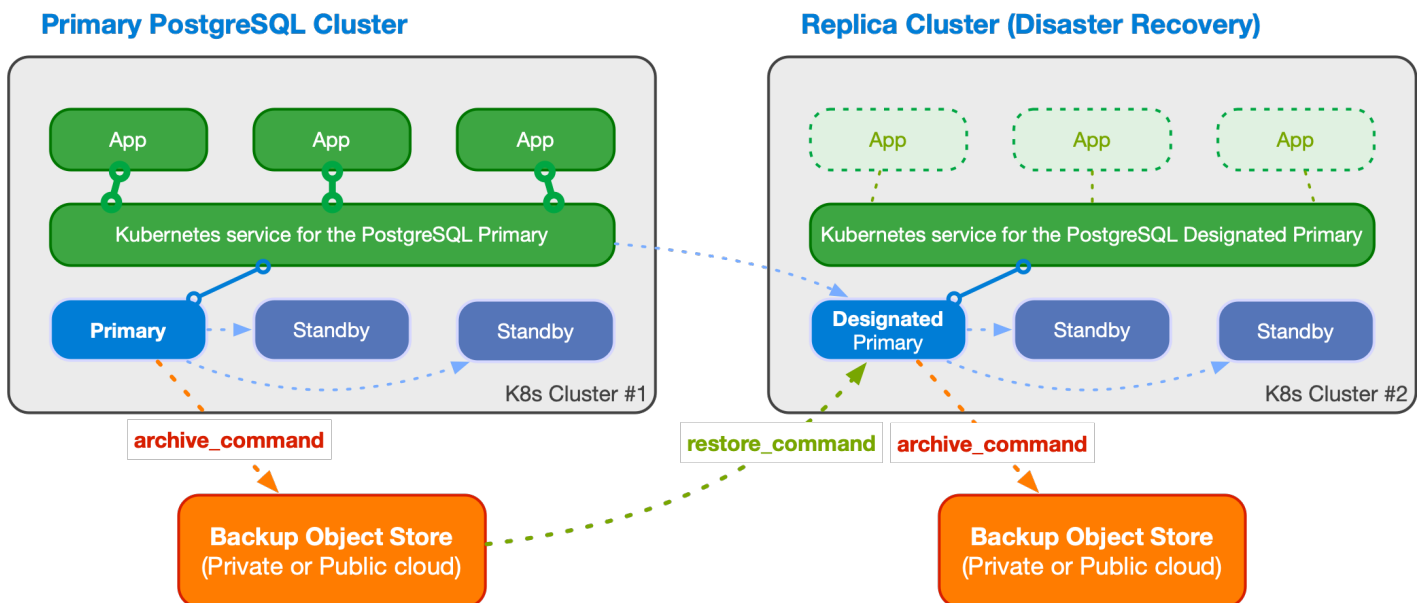 Primary PostgreSQL Cluster
App
App
App
Kubernetes service for the PostgreSQL Primary
Primary
Standby
Standby
K8s Cluster #1
archive_command
Backup Object Store
(Private or Public cloud)
Replica Cluster (Disaster Recovery)
App
App
App
Kubernetes service for the PostgreSQL Designated Primary
Designated
Primary
Standby
Standby
K8s Cluster #2
restore_command
archive_command
Backup Object Store
(Private or Public cloud)